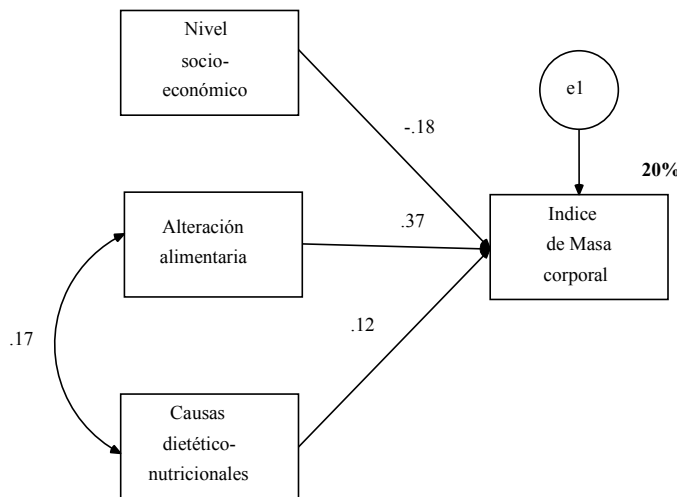 Nivel
socio-
económico
e1
-.18
20%
Alteración
alimentaria
.37
Indice
de Masa
corporal
.17
.12
Causas
dietético-
nutricionales